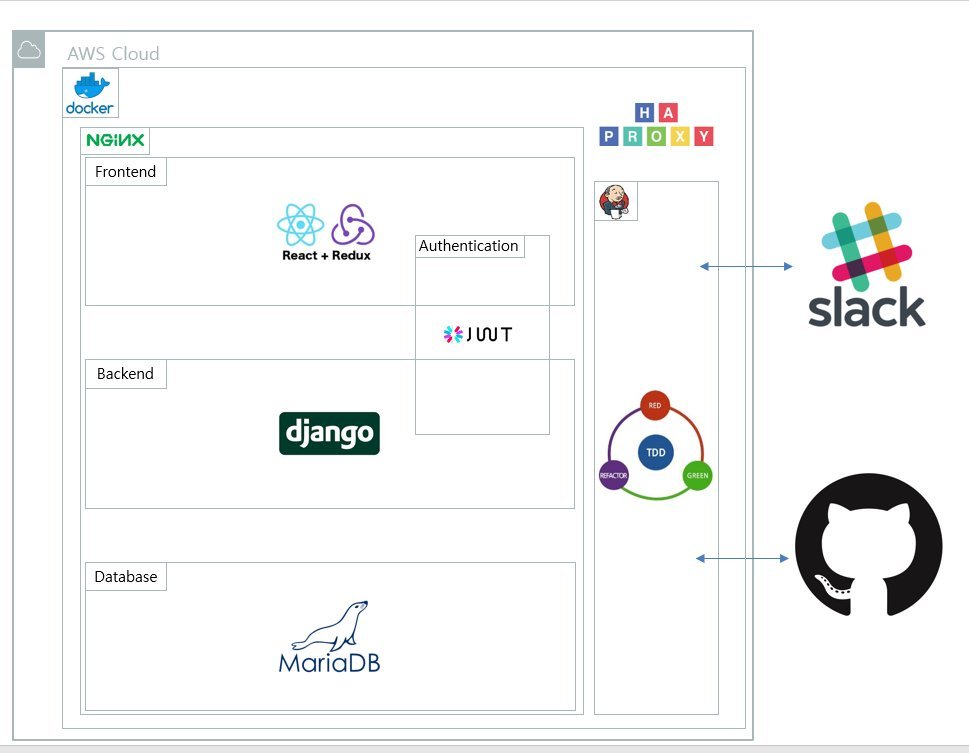 AWS Cloud
docker
NGiNX
HA
PROXY
Frontend
React + Redux
Authentication
JWT
slack
Backend
django
RED
TDD
REFACTOR
GREEN
Database
MariaDB